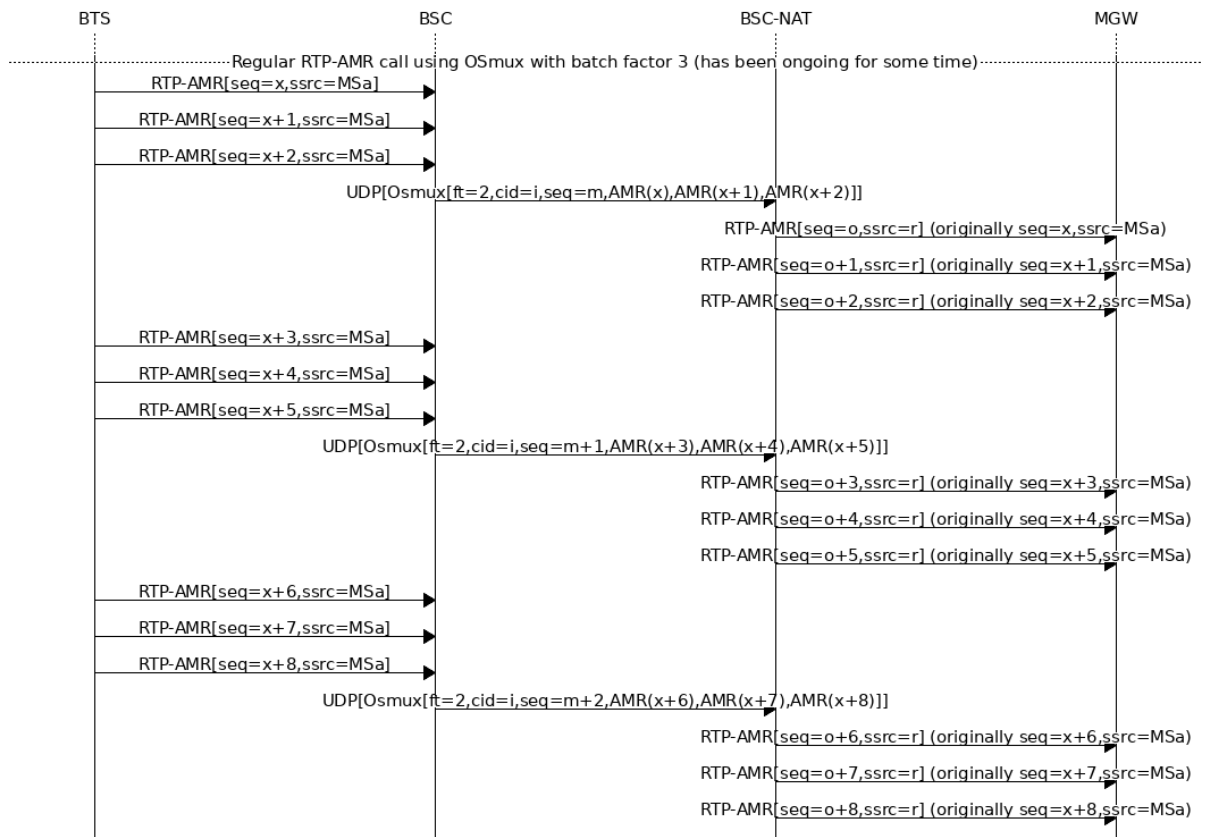 BTS BSC BSC-NAT MGW
Regular RTP-AMR call using OSmux with batch factor 3 (has been ongoing for some time)
RTP-AMR[seq=x,ssrc=MSa]
RTP-AMR[seq=x+1,ssrc=MSa]
RTP-AMR[seq=x+2,ssrc=MSa]
UDP[Osmux[ft=2,cid=i,seq=m,AMR(x),AMR(x+1),AMR(x+2)]]
RTP-AMR[seq=o,ssrc=r] (originally seq=x,ssrc=MSa)
RTP-AMR[seq=o+1,ssrc=r] (originally seq=x+1,ssrc=MSa)
RTP-AMR[seq=o+2,ssrc=r] (originally seq=x+2,ssrc=MSa)
RTP-AMR[seq=x+3,ssrc=MSa]
RTP-AMR[seq=x+4,ssrc=MSa]
RTP-AMR[seq=x+5,ssrc=MSa]
UDP[Osmux[ft=2,cid=i,seq=m+1,AMR(x+3),AMR(x+4),AMR(x+5)]]
RTP-AMR[seq=o+3,ssrc=r] (originally seq=x+3,ssrc=MSa)
RTP-AMR[seq=o+4,ssrc=r] (originally seq=x+4,ssrc=MSa)
RTP-AMR[seq=o+5,ssrc=r] (originally seq=x+5,ssrc=MSa)
RTP-AMR[seq=x+6,ssrc=MSa]
RTP-AMR[seq=x+7,ssrc=MSa]
RTP-AMR[seq=x+8,ssrc=MSa]
UDP[Osmux[ft=2,cid=i,seq=m+2,AMR(x+6),AMR(x+7),AMR(x+8)]]
RTP-AMR[seq=o+6,ssrc=r] (originally seq=x+6,ssrc=MSa)
RTP-AMR[seq=o+7,ssrc=r] (originally seq=x+7,ssrc=MSa)
RTP-AMR[seq=o+8,ssrc=r] (originally seq=x+8,ssrc=MSa)